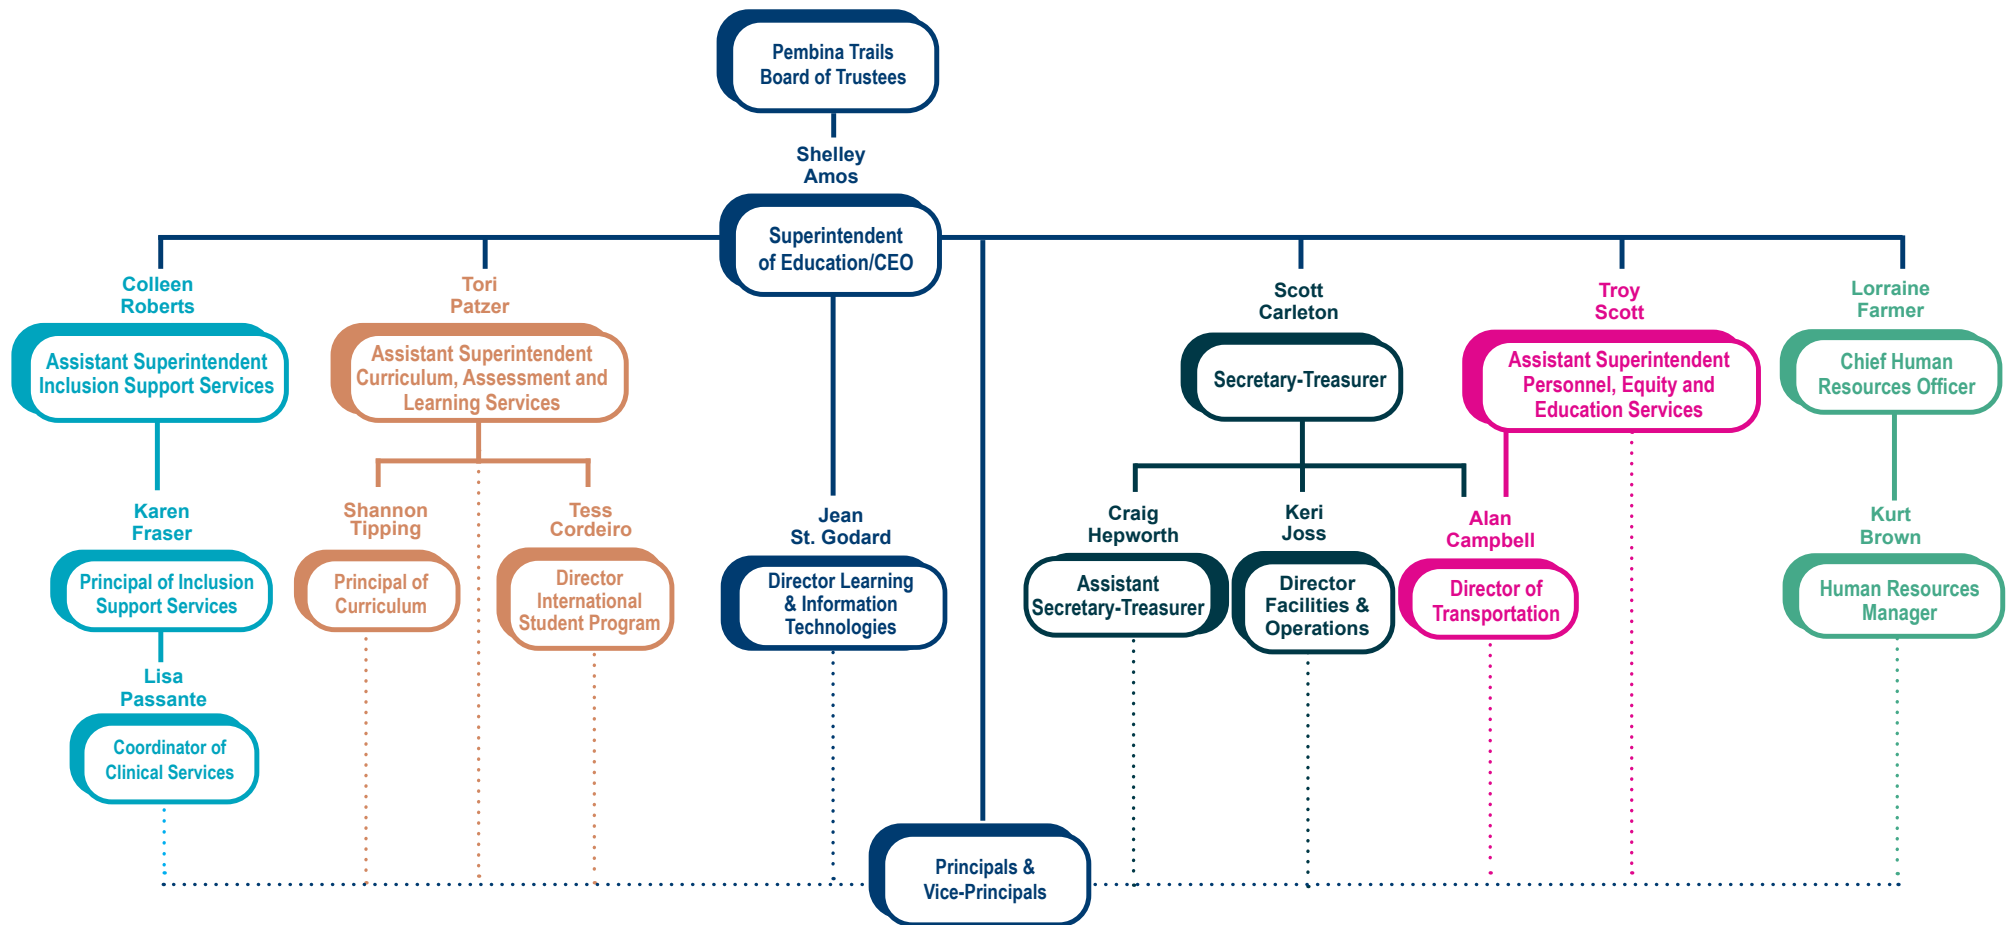 Pembina Trails
Board of Trustees
Shelley
Amos
Superintendent
of Education/CEO
Colleen
Roberts
Assistant Superintendent
Inclusion Support Services
Karen
Fraser
Principal of Inclusion
Support Services
Lisa
Passante
Coordinator of
Clinical Services
Tori
Patzer
Assistant Superintendent
Curriculum, Assessment and
Learning Services
Shannon
Tipping
Principal of
Curriculum
Tess
Cordeiro
Director
International
Student Program
Jean
St. Godard
Director Learning
& Information
Technologies
Principals &
Vice-Principals
Scott
Carleton
Secretary-Treasurer
Craig
Hepworth
Assistant
Secretary-Treasurer
Keri
Joss
Director
Facilities &
Operations
Troy
Scott
Assistant Superintendent
Personnel, Equity and
Education Services
Alan
Campbell
Director of
Transportation
Lorraine
Farmer
Chief Human
Resources Officer
Kurt
Brown
Human Resources
Manager